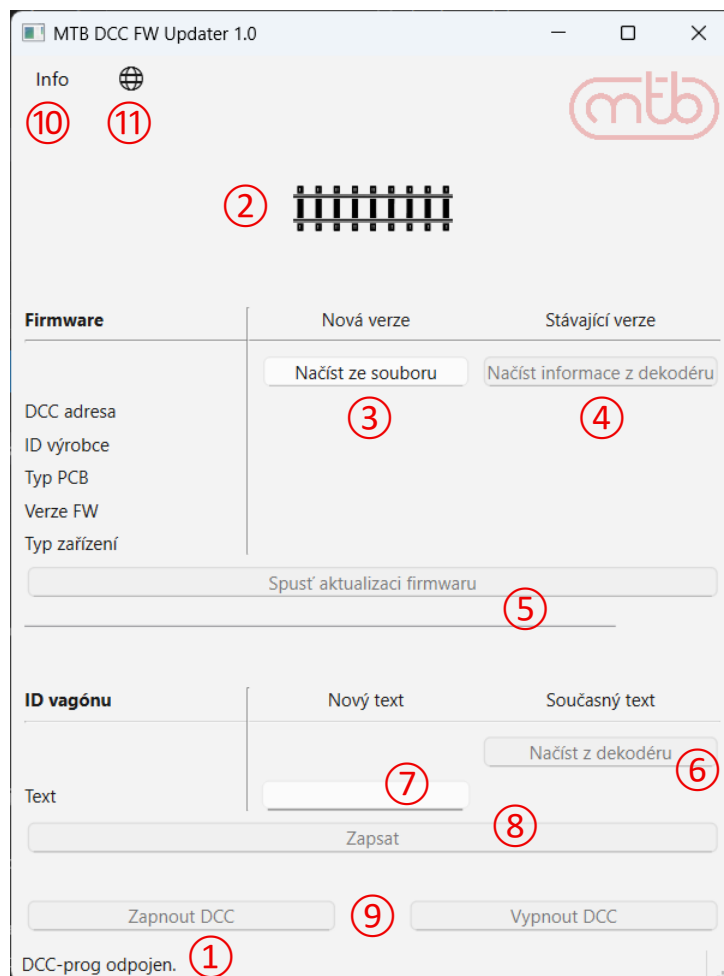 MTB DCC FW Updater 1.0
Info
⑩ ⑪
mtb
②
Firmware Nová verze Stávající verze
Načíst ze souboru Načíst informace z dekodéru
③ ④
DCC adresa
ID výrobce
Typ PCB
Verze FW
Typ zařízení
Spusť aktualizaci firmwaru
⑤
ID vagónu Nový text Současný text
Načíst z dekodéru ⑥
Text ⑦
Zapsat ⑧
Zapnout DCC ⑨ Vypnout DCC
DCC-prog odpojen. ①